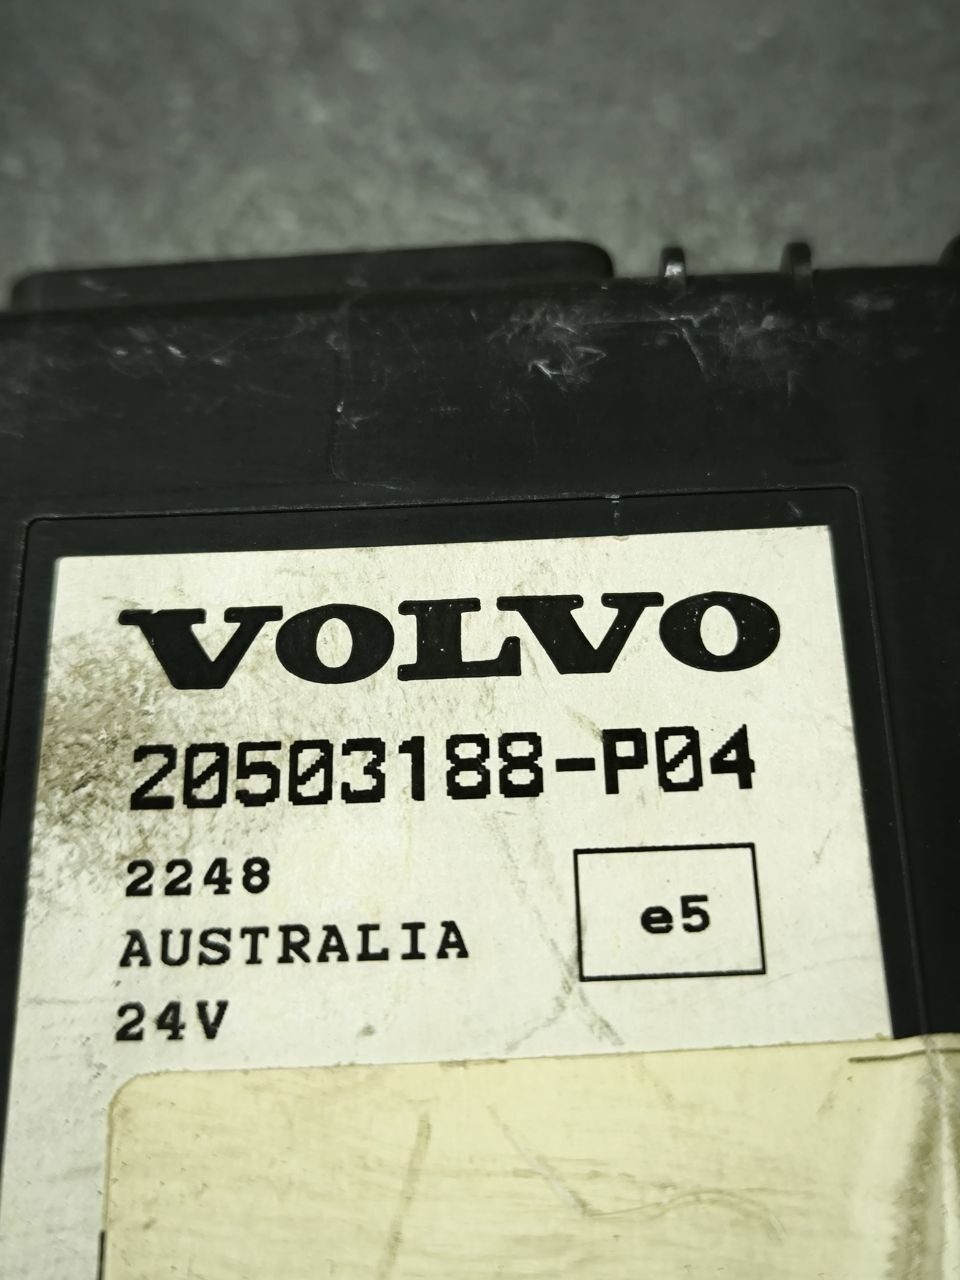 VOLVO
20503188-P04
2248
AUSTRALIA
24V
e5